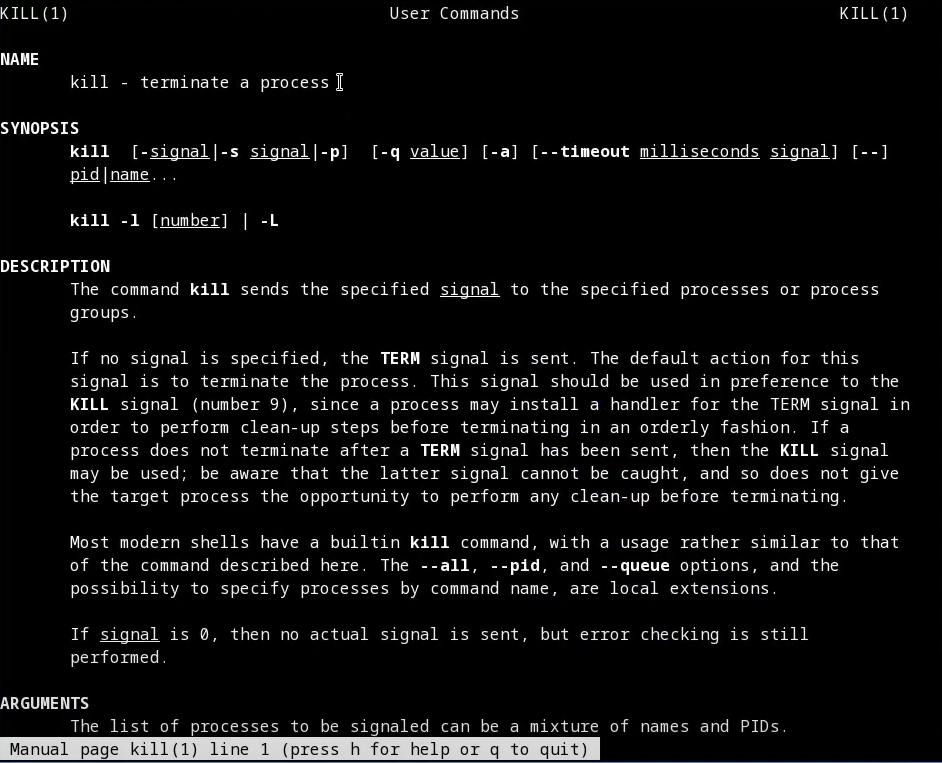 KILL(1) User Commands KILL(1)
NAME
kill - terminate a process
SYNOPSIS
kill [-signal|-s signal|-p] [-q value] [-a] [--timeout milliseconds signal] [--]
pid|name...
kill -l [number] | -L
DESCRIPTION
The command kill sends the specified signal to the specified processes or process
groups.
If no signal is specified, the TERM signal is sent. The default action for this
signal is to terminate the process. This signal should be used in preference to the
KILL signal (number 9), since a process may install a handler for the TERM signal in
order to perform clean-up steps before terminating in an orderly fashion. If a
process does not terminate after a TERM signal has been sent, then the KILL signal
may be used; be aware that the latter signal cannot be caught, and so does not give
the target process the opportunity to perform any clean-up before terminating.
Most modern shells have a builtin kill command, with a usage rather similar to that
of the command described here. The --all, --pid, and --queue options, and the
possibility to specify processes by command name, are local extensions.
If signal is 0, then no actual signal is sent, but error checking is still
performed.
ARGUMENTS
The list of processes to be signaled can be a mixture of names and PIDs.
Manual page kill(1) line 1 (press h for help or q to quit)